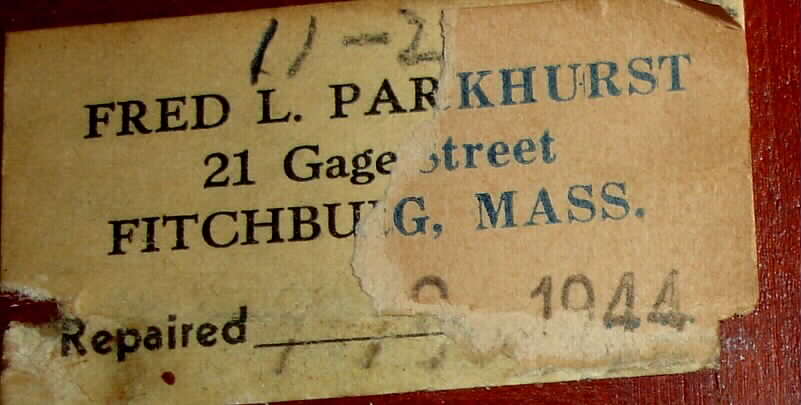 11-2
FRED L. PARKHURST
21 Gage Street
FITCHBURG, MASS.
Repaired 1944